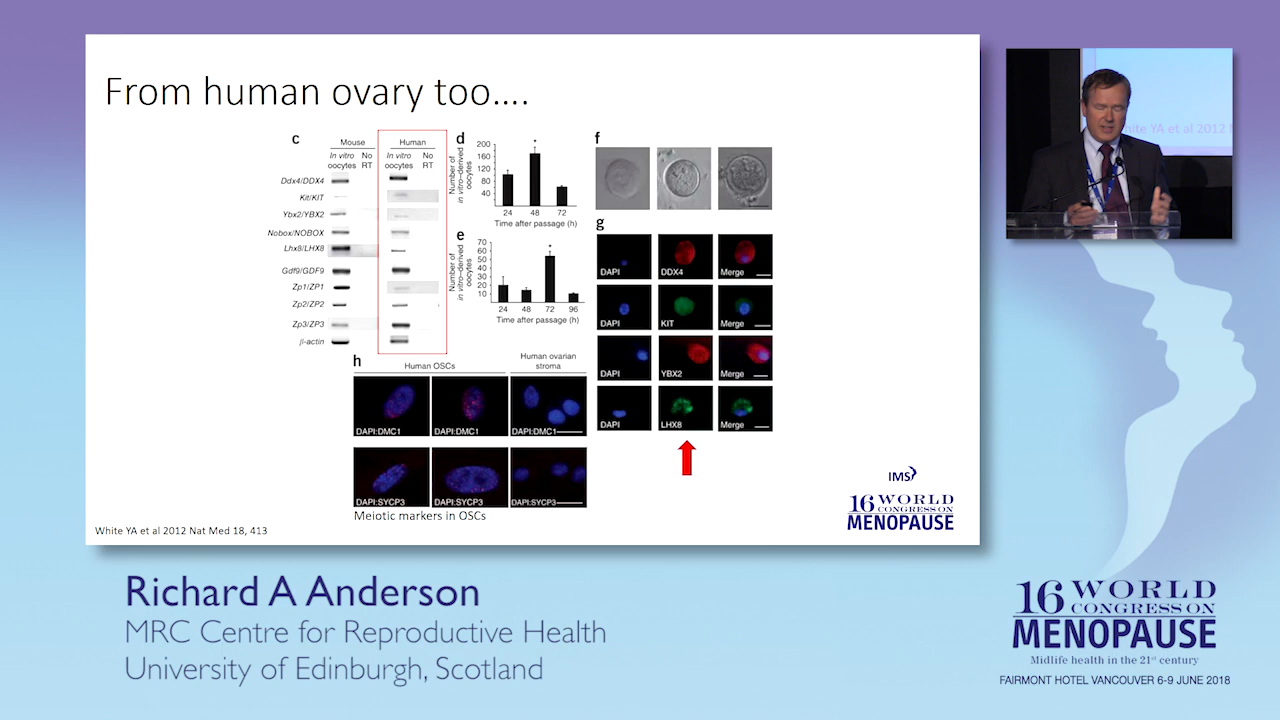 From human ovary too....
c
Mouse
Human
In vitro oocytes
No RT
In vitro oocytes
No RT
Ddx4/DDX4
Kit/KIT
Ybx2/YBX2
Nobox/NOBOX
Lhx8/LHX8
Gdf9/GDF9
Zp1/ZP1
Zp2/ZP2
Zp3/ZP3
β-actin
d
Number of
in vitro-derived
oocytes
200
160
120
80
40
*
24 48 72
Time after passage (h)
e
Number of
in vitro-derived
oocytes
70
60
50
40
30
20
10
*
24 48 72 96
Time after passage (h)
f
g
DAPI DDX4 Merge
DAPI KIT Merge
DAPI YBX2 Merge
DAPI LHX8 Merge
h
Human OSCs
Human ovarian
stroma
DAPI:DMC1 DAPI:DMC1 DAPI:DMC1
DAPI:SYCP3 DAPI:SYCP3 DAPI:SYCP3
Meiotic markers in OSCs
White YA et al 2012 Nat Med 18, 413
IMS
16 WORLD
CONGRESS ON
MENOPAUSE
hite YA et al 2012 N
Richard A Anderson
MRC Centre for Reproductive Health
University of Edinburgh, Scotland
16 WORLD
CONGRESS ON
MENOPAUSE
Midlife health in the 21st century
FAIRMONT HOTEL VANCOUVER 6-9 JUNE 2018